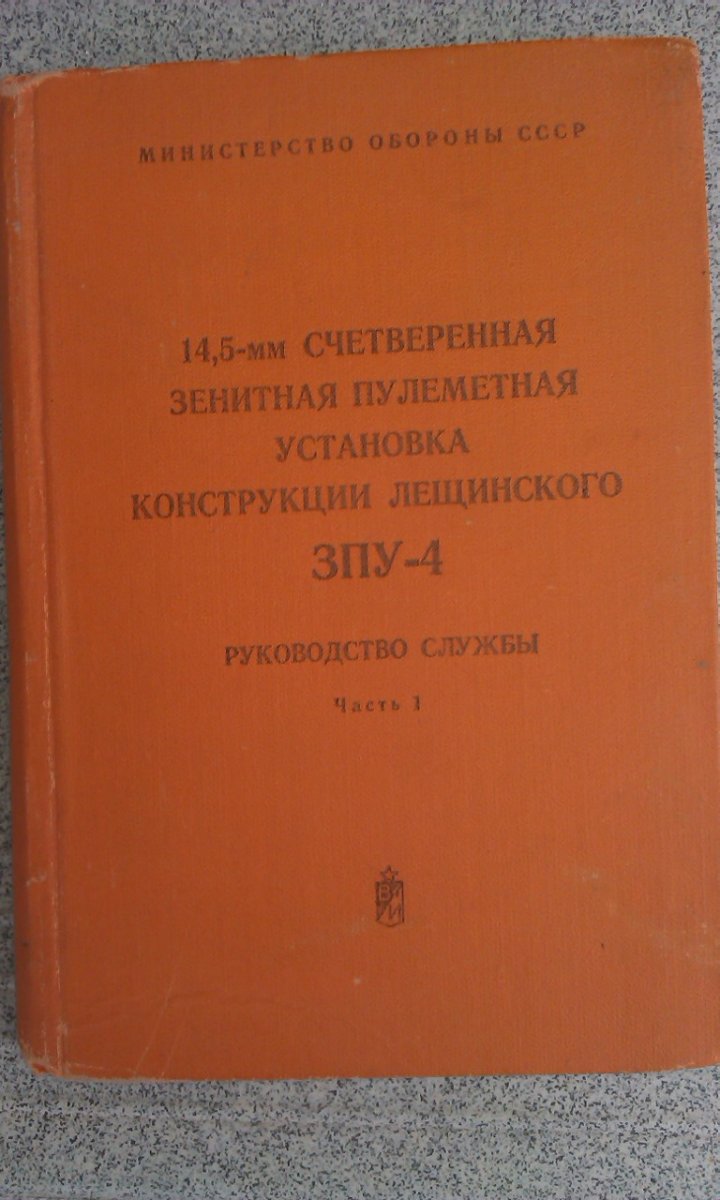 МИНИСТЕРСТВО ОБОРОНЫ СССР
14,5-мм СЧЕТВЕРЕННАЯ
ЗЕНИТНАЯ ПУЛЕМЕТНАЯ
УСТАНОВКА
КОНСТРУКЦИИ ЛЕЩИНСКОГО
ЗПУ-4
РУКОВОДСТВО СЛУЖБЫ
Часть 1